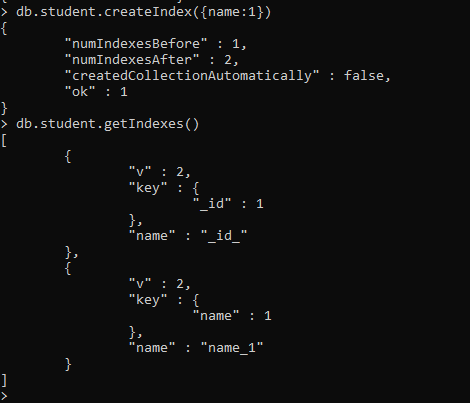 > db.student.createIndex({name:1})
{
        "numIndexesBefore" : 1,
        "numIndexesAfter" : 2,
        "createdCollectionAutomatically" : false,
        "ok" : 1
}
> db.student.getIndexes()
[
        {
                "v" : 2,
                "key" : {
                        "_id" : 1
                },
                "name" : "_id_"
        },
        {
                "v" : 2,
                "key" : {
                        "name" : 1
                },
                "name" : "name_1"
        }
]
>